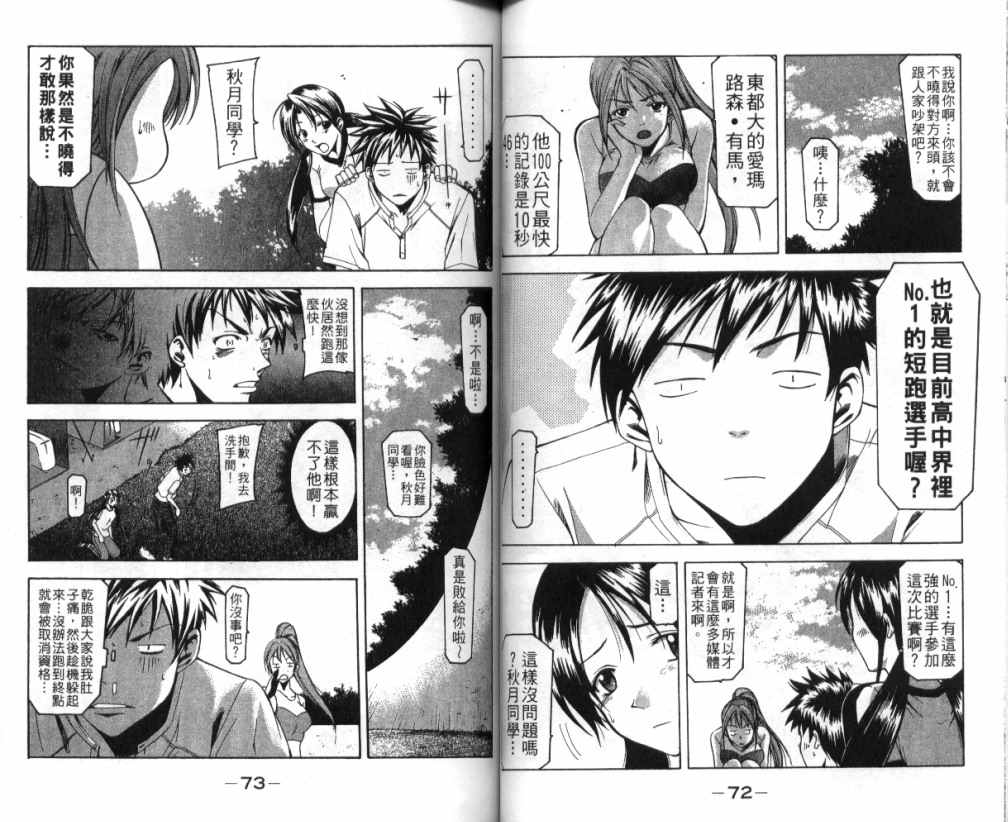 我說你啊…你該不會
不曉得對方來頭，就
跟人家吵架吧？
咦…什麼？
東都大的愛瑪
路森•有馬，
他100公尺最快
的記錄是10秒
46…
也就是目前高中界裡
No.1的短跑選手喔？
………
No.1…有這麼
強的選手參加
這次比賽啊？
就是啊，所以才
會有這麼多媒體
記者來啊。
這…
這樣沒問題嗎
？秋月同學…
－72－
………
秋月同學？
你果然是不曉得
才敢那樣說…
啊…不是啦…
你臉色好難
看喔，秋月
同學…
真是敗給你啦～
沒想到那傢
伙居然跑這
麼快！
這樣根本贏
不了他啊！
抱歉，我去
洗手間！
啊！
你沒事吧？
乾脆跟大家說我肚
子痛，然後趁機躲起
來…沒辦法跑到終點
就會被取消資格…
－73－